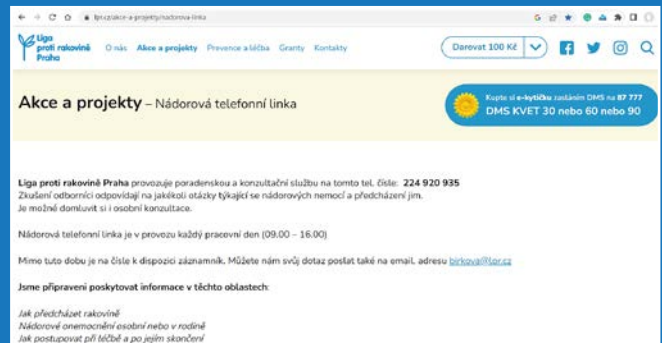 lpr.cz/akce-a-projekty/nadorova-linka
Liga
proti rakovině
Praha
O nás Akce a projekty Prevence a léčba Granty Kontakty
Darovat 100 Kč
Akce a projekty – Nádorová telefonní linka
Kupte si e-kytičku zasláním DMS na 87 777
DMS KVET 30 nebo 60 nebo 90
Liga proti rakovině Praha provozuje poradenskou a konzultační službu na tomto tel. čísle: 224 920 935
Zkušení odborníci odpovídají na jakékoli otázky týkající se nádorových nemocí a předcházení jim.
Je možné domluvit si i osobní konzultace.
Nádorová telefonní linka je v provozu každý pracovní den (09.00 – 16.00)
Mimo tuto dobu je na čísle k dispozici záznamník. Můžete nám svůj dotaz poslat také na email. adresu birkova@lpr.cz
Jsme připraveni poskytovat informace v těchto oblastech:
Jak předcházet rakovině
Nádorové onemocnění osobní nebo v rodině
Jak postupovat při léčbě a po jejím skončení